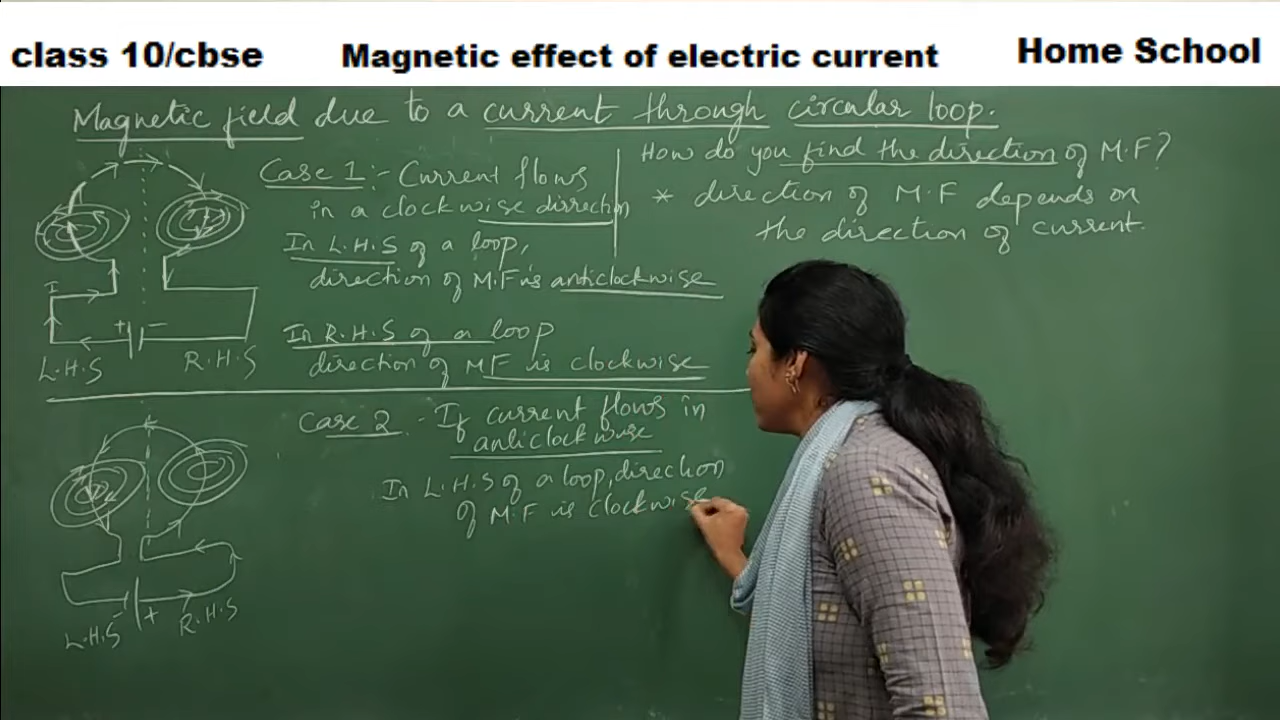 class 10/cbse
Magnetic effect of electric current
Home School
Magnetic field due to a current through circular loop.
Case 1:- Current flows
in a clockwise dirrection
In L.H.S of a loop,
direction of M.F is anticlockwise
In R.H.S of a loop
direction of MF is clockwise
How do you find the direction of M.F?
* direction of M.F depends on
the direction of current.
I
+ -
L.H.S
R.H.S
Case 2 - If current flows in
anticlockwise
In L.H.S of a loop, direction
of M.F is clockwise
- +
L.H.S
R.H.S